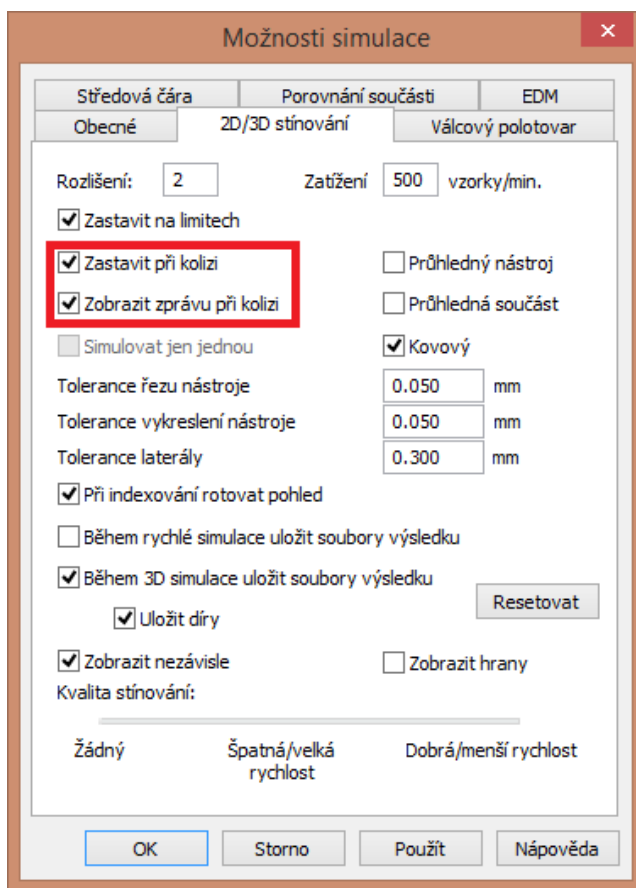 Možnosti simulace
Středová čára Porovnání součásti EDM
Obecné 2D/3D stínování Válcový polotovar
Rozlišení: 2 Zatížení 500 vzorky/min.
Zastavit na limitech
Zastavit při kolizi Průhledný nástroj
Zobrazit zprávu při kolizi Průhledná součást
Simulovat jen jednou Kovový
Tolerance řezu nástroje 0.050 mm
Tolerance vykreslení nástroje 0.050 mm
Tolerance laterály 0.300 mm
Při indexování rotovat pohled
Během rychlé simulace uložit soubory výsledku
Během 3D simulace uložit soubory výsledku
Resetovat
Uložit díry
Zobrazit nezávisle Zobrazit hrany
Kvalita stínování:
Žádný Špatná/velká Dobrá/menší rychlost
rychlost
OK Storno Použít Nápověda